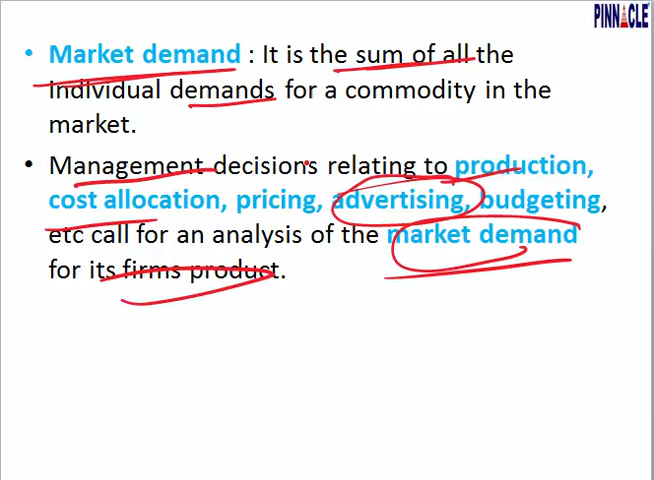 PINNACLE
• Market demand : It is the sum of all the
individual demands for a commodity in the
market.
• Management decisions relating to production,
cost allocation, pricing, advertising, budgeting,
etc call for an analysis of the market demand
for its firms product.